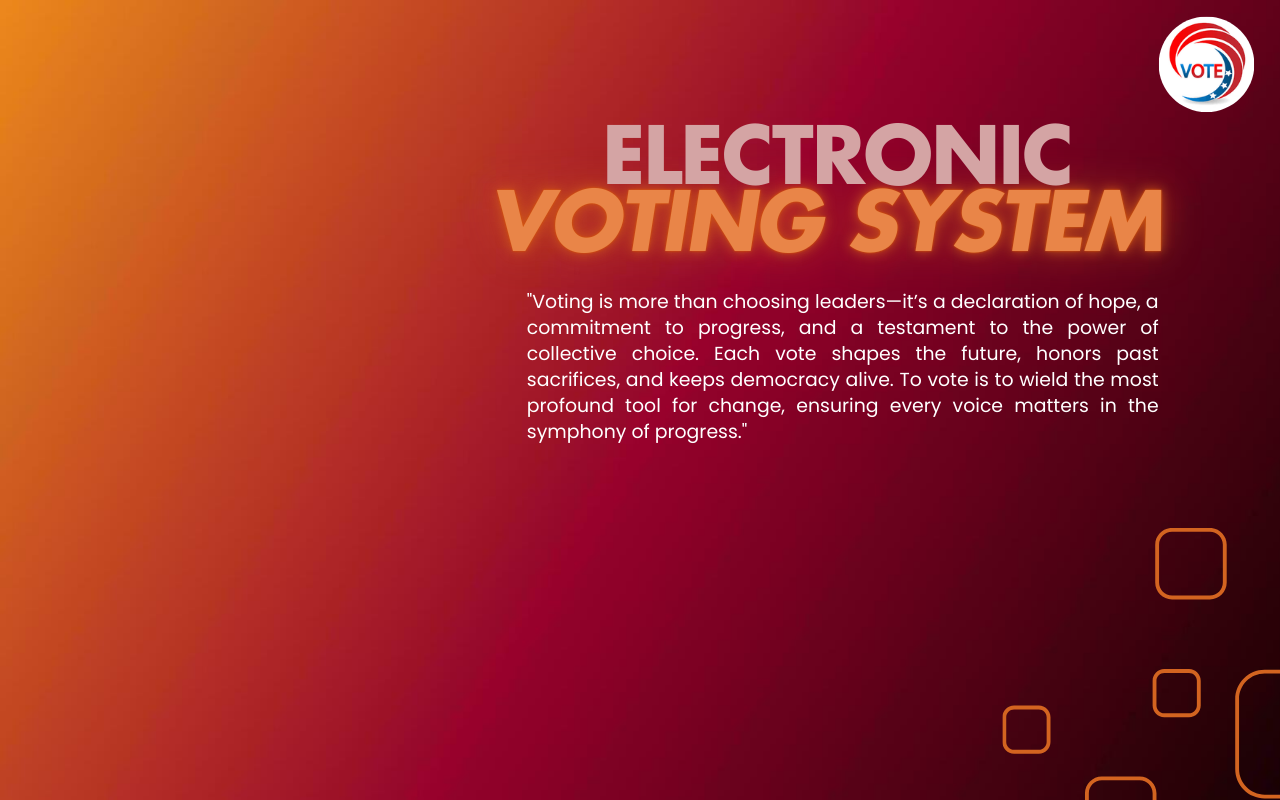 VOTE
ELECTRONIC
VOTING SYSTEM
"Voting is more than choosing leaders—it’s a declaration of hope, a
commitment to progress, and a testament to the power of
collective choice. Each vote shapes the future, honors past
sacrifices, and keeps democracy alive. To vote is to wield the most
profound tool for change, ensuring every voice matters in the
symphony of progress."